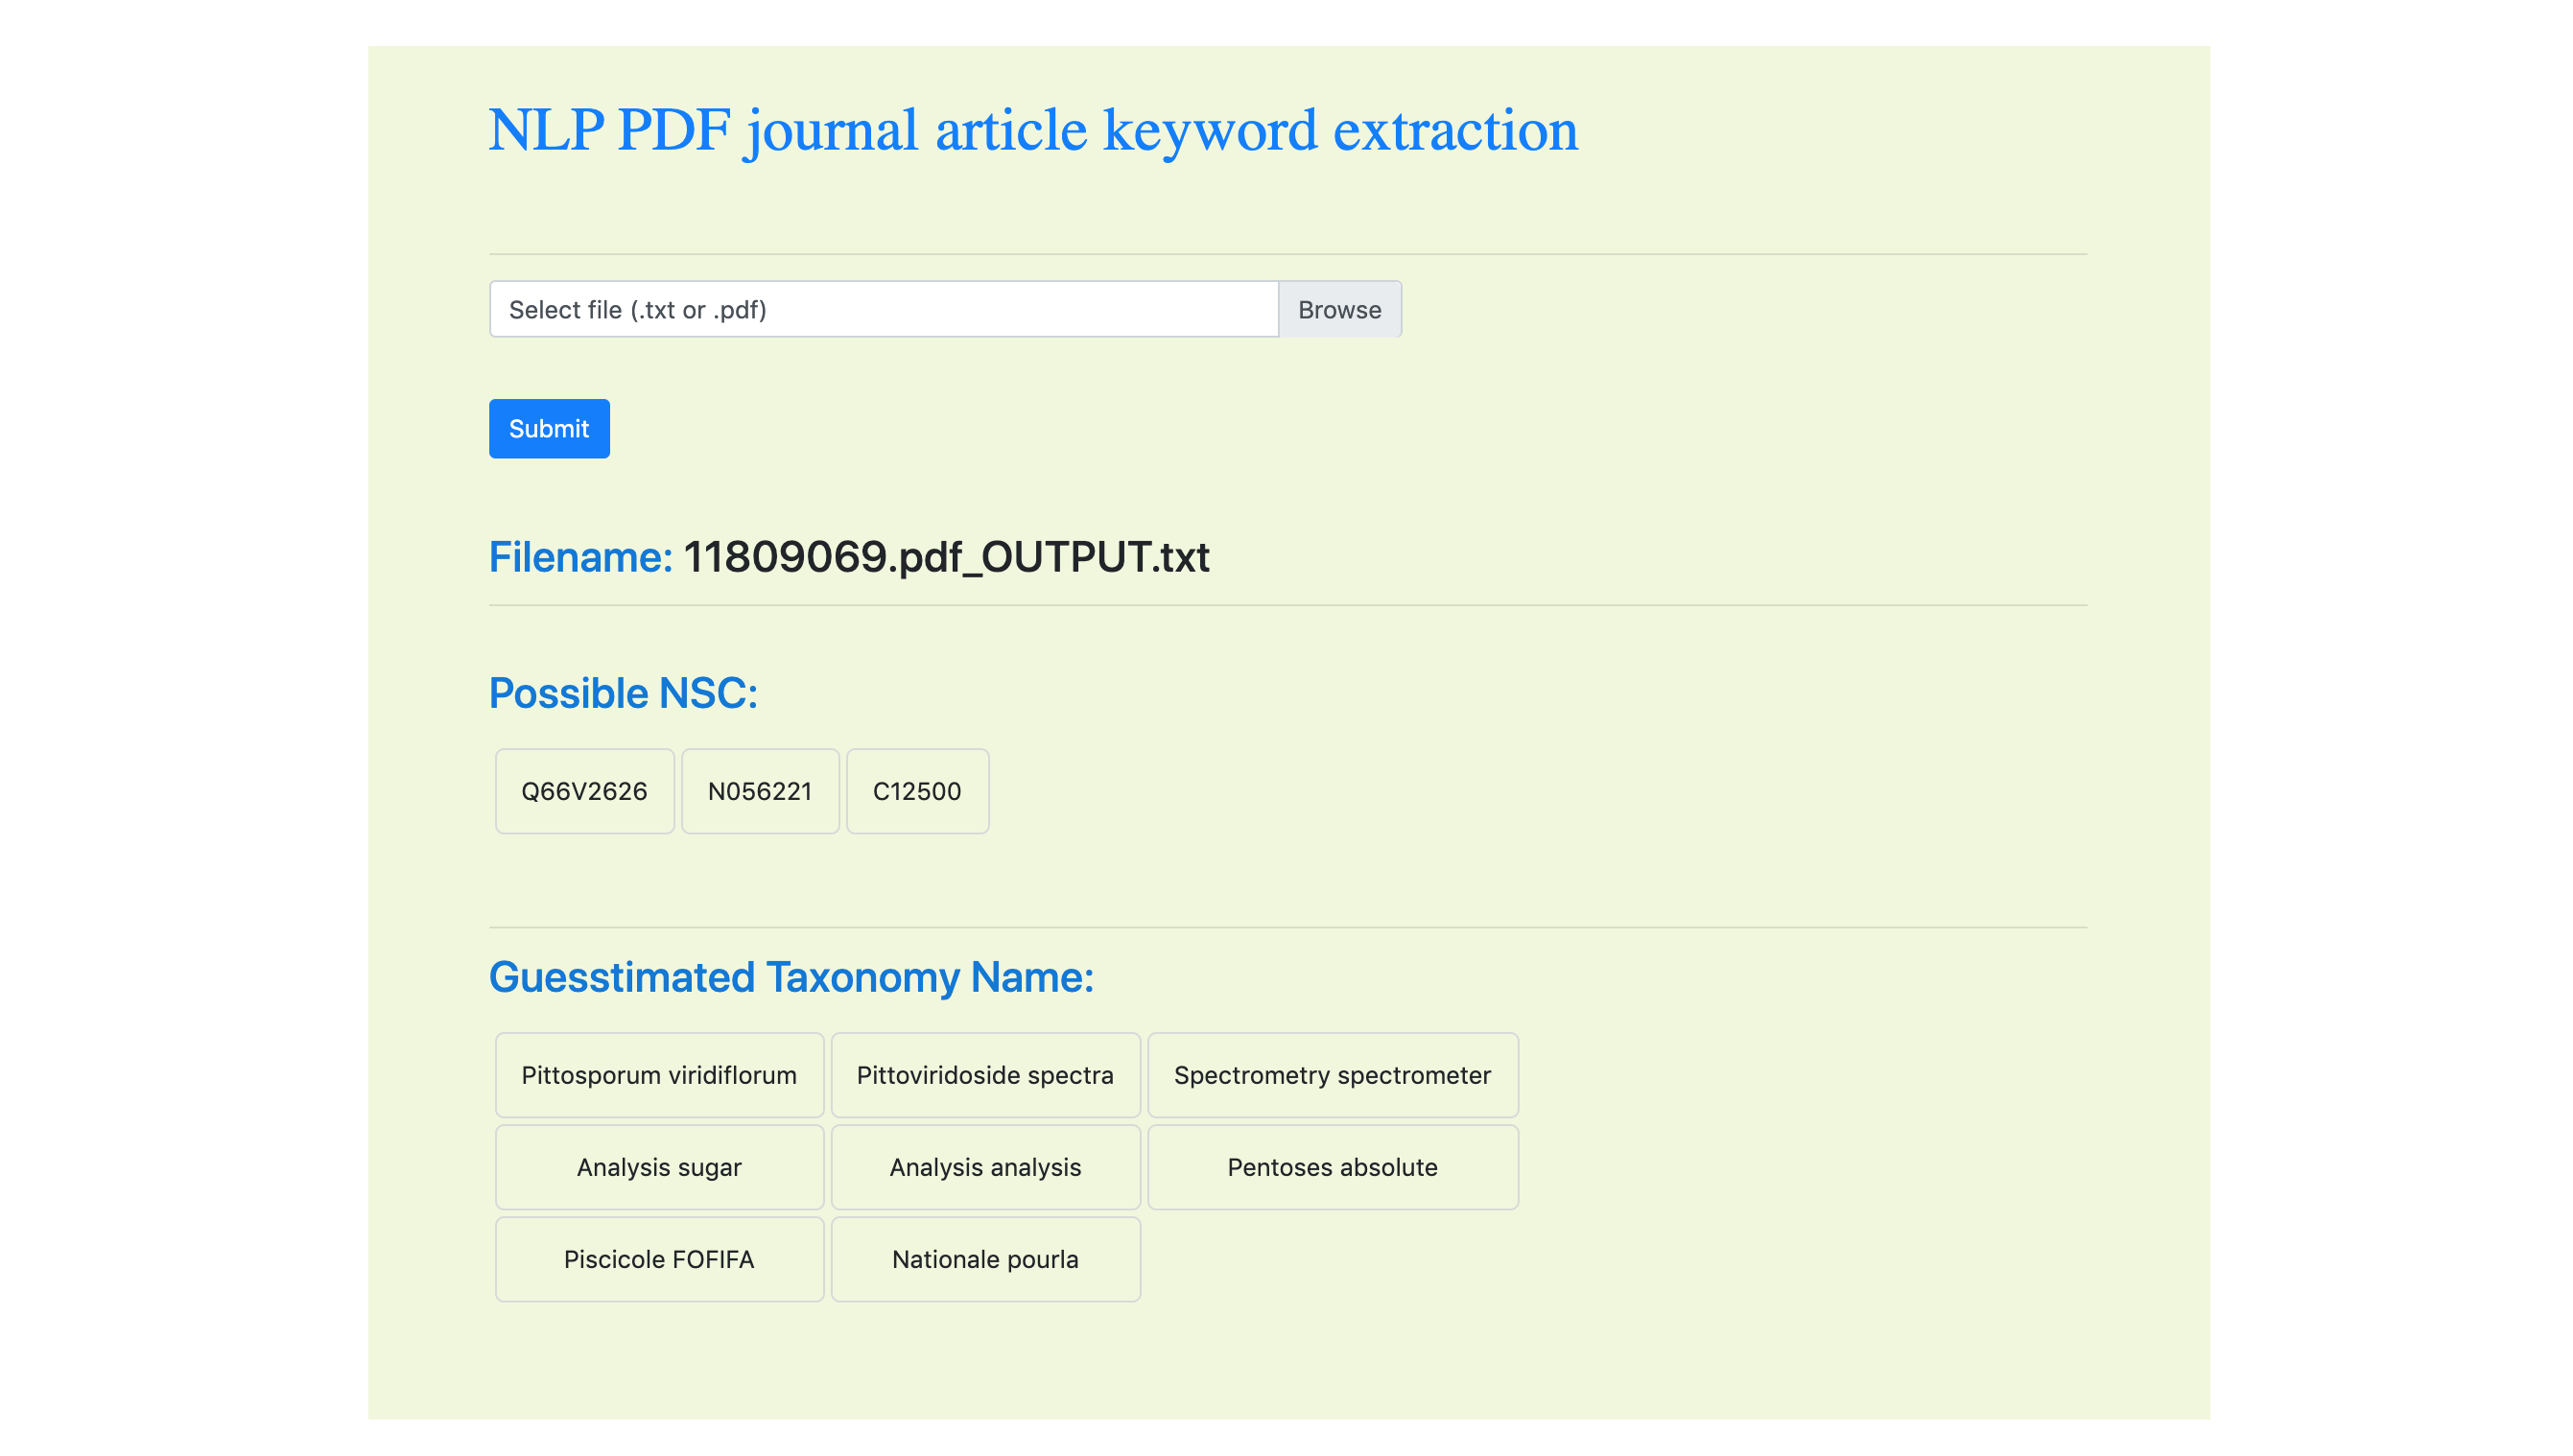 NLP PDF journal article keyword extraction
Select file (.txt or .pdf) Browse
Submit
Filename: 11809069.pdf_OUTPUT.txt
Possible NSC:
Q66V2626 N056221 C12500
Guesstimated Taxonomy Name:
Pittosporum viridiflorum Pittoviridoside spectra Spectrometry spectrometer
Analysis sugar Analysis analysis Pentoses absolute
Piscicole FOFIFA Nationale pourla